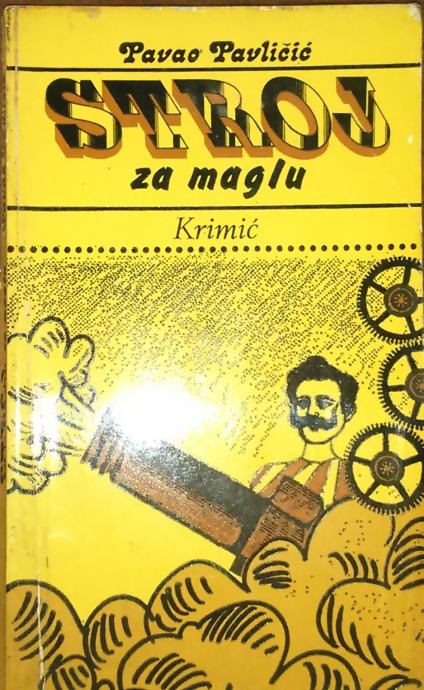 Pavao Pavličić
STROJ
za maglu
Krimić